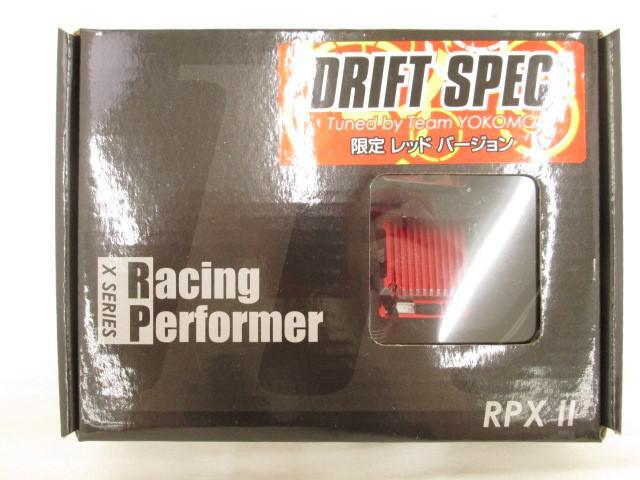 DRIFT SPEC
Tuned by Team YOKOMO
限定 レッド バージョン
X SERIES
Racing
Performer
RPX II